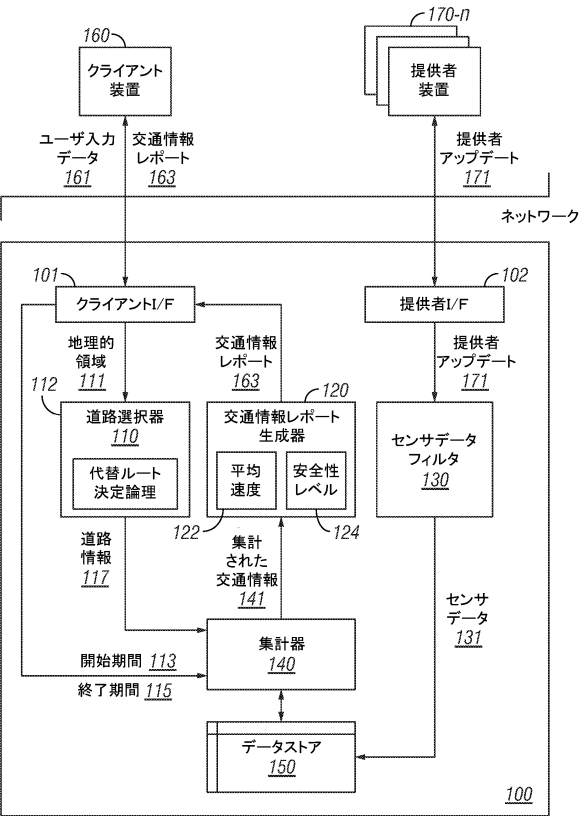 160
クライアント
装置
170-n
提供者
装置
ユーザ入力
データ
161
交通情報
レポート
163
提供者
アップデート
171
ネットワーク
101
クライアントI/F
102
提供者I/F
地理的
領域
111
交通情報
レポート
163
提供者
アップデート
171
112
道路選択器
110
代替ルート
決定論理
120
交通情報レポート
生成器
平均
速度
安全性
レベル
122
124
センサデータ
フィルタ
130
道路
情報
117
集計
された
交通情報
141
センサ
データ
131
開始期間 113
終了期間 115
集計器
140
データストア
150
100